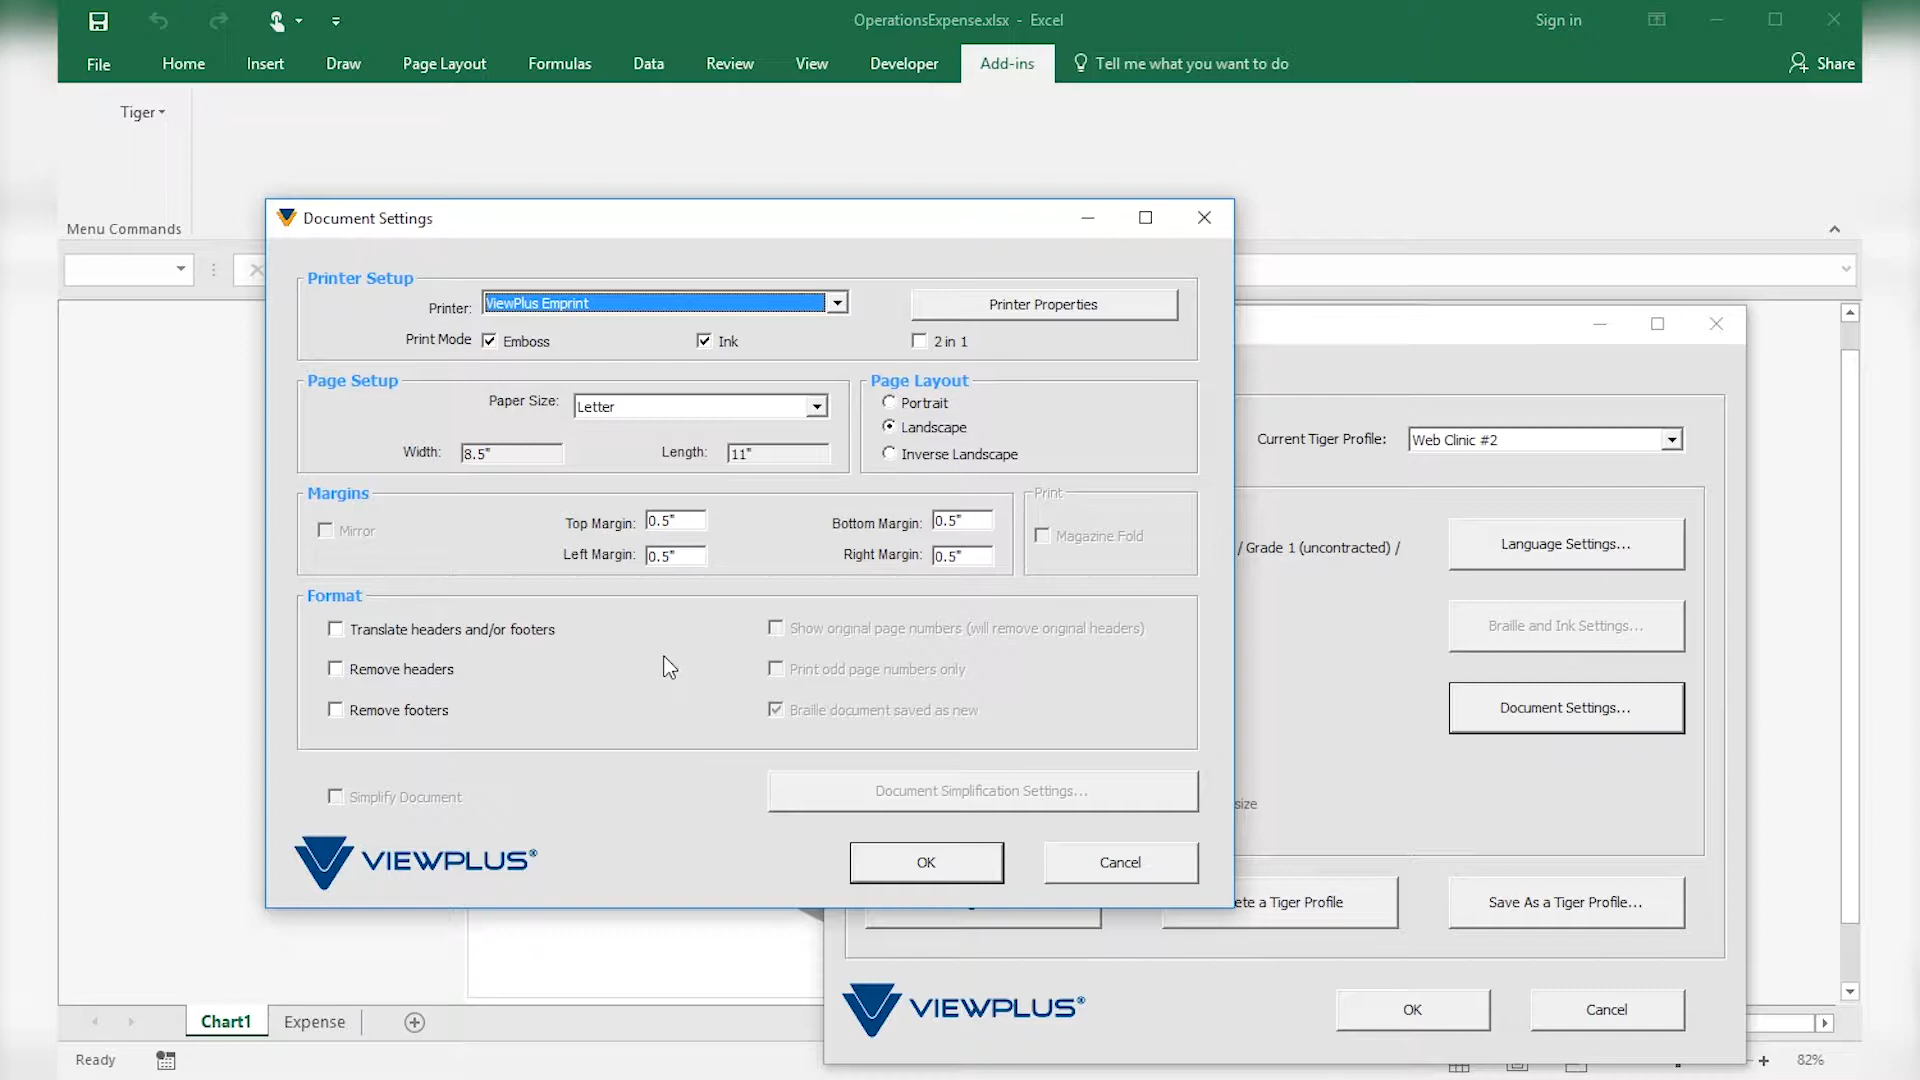 OperationsExpense.xlsx - Excel
Sign in
File Home Insert Draw Page Layout Formulas Data Review View Developer Add-ins Tell me what you want to do Share
Tiger
Menu Commands
Document Settings
Printer Setup
Printer: ViewPlus Emprint Printer Properties
Print Mode Emboss Ink 2 in 1
Page Setup
Paper Size: Letter
Width: 8.5" Length: 11"
Page Layout
Portrait
Landscape
Inverse Landscape
Margins
Mirror
Top Margin: 0.5" Bottom Margin: 0.5"
Left Margin: 0.5" Right Margin: 0.5"
Print
Magazine Fold
Format
Translate headers and/or footers
Remove headers
Remove footers
Show original page numbers (will remove original headers)
Print odd page numbers only
Braille document saved as new
Simplify Document
Document Simplification Settings...
VIEWPLUS®
OK Cancel
Current Tiger Profile: Web Clinic #2
/ Grade 1 (uncontracted) /
Language Settings...
Braille and Ink Settings...
Document Settings...
size
ete a Tiger Profile
Save As a Tiger Profile...
VIEWPLUS®
OK Cancel
Chart1 Expense
Ready
82%